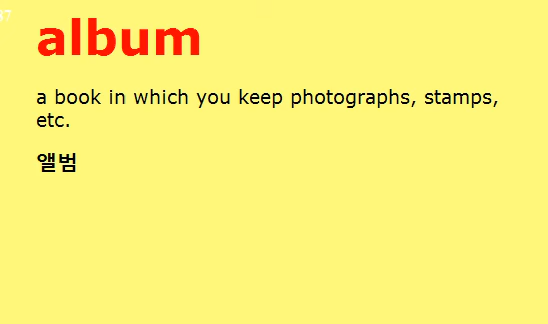 album
a book in which you keep photographs, stamps,
etc.
앨범